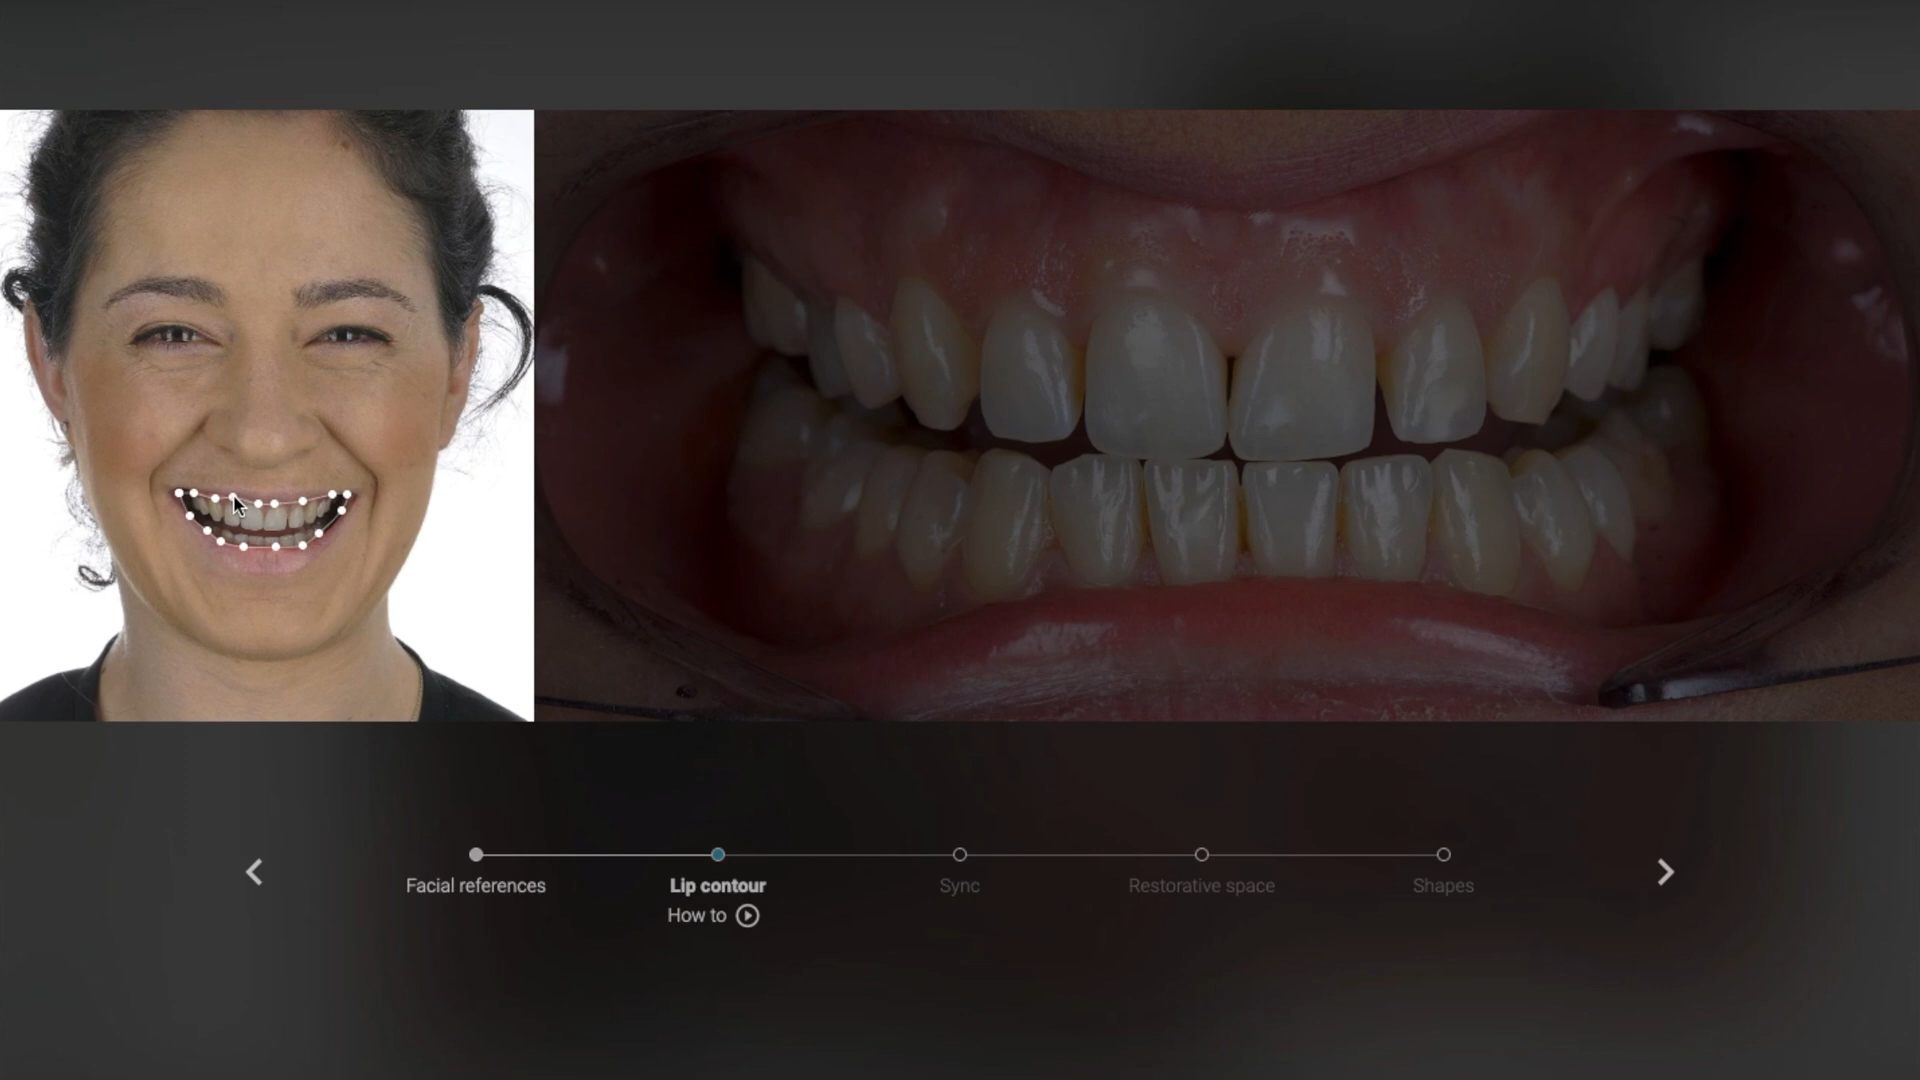 Facial references
Lip contour
Sync
Restorative space
Shapes
How to